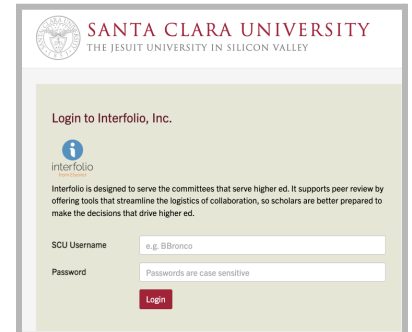 SANTA CLARA UNIVERSITY
THE JESUIT UNIVERSITY IN SILICON VALLEY
Login to Interfolio, Inc.
interfolio
from Elsevier
Interfolio is designed to serve the committees that serve higher ed. It supports peer review by
offering tools that streamline the logistics of collaboration, so scholars are better prepared to
make the decisions that drive higher ed.
SCU Username
e.g. BBronco
Password
Passwords are case sensitive
Login